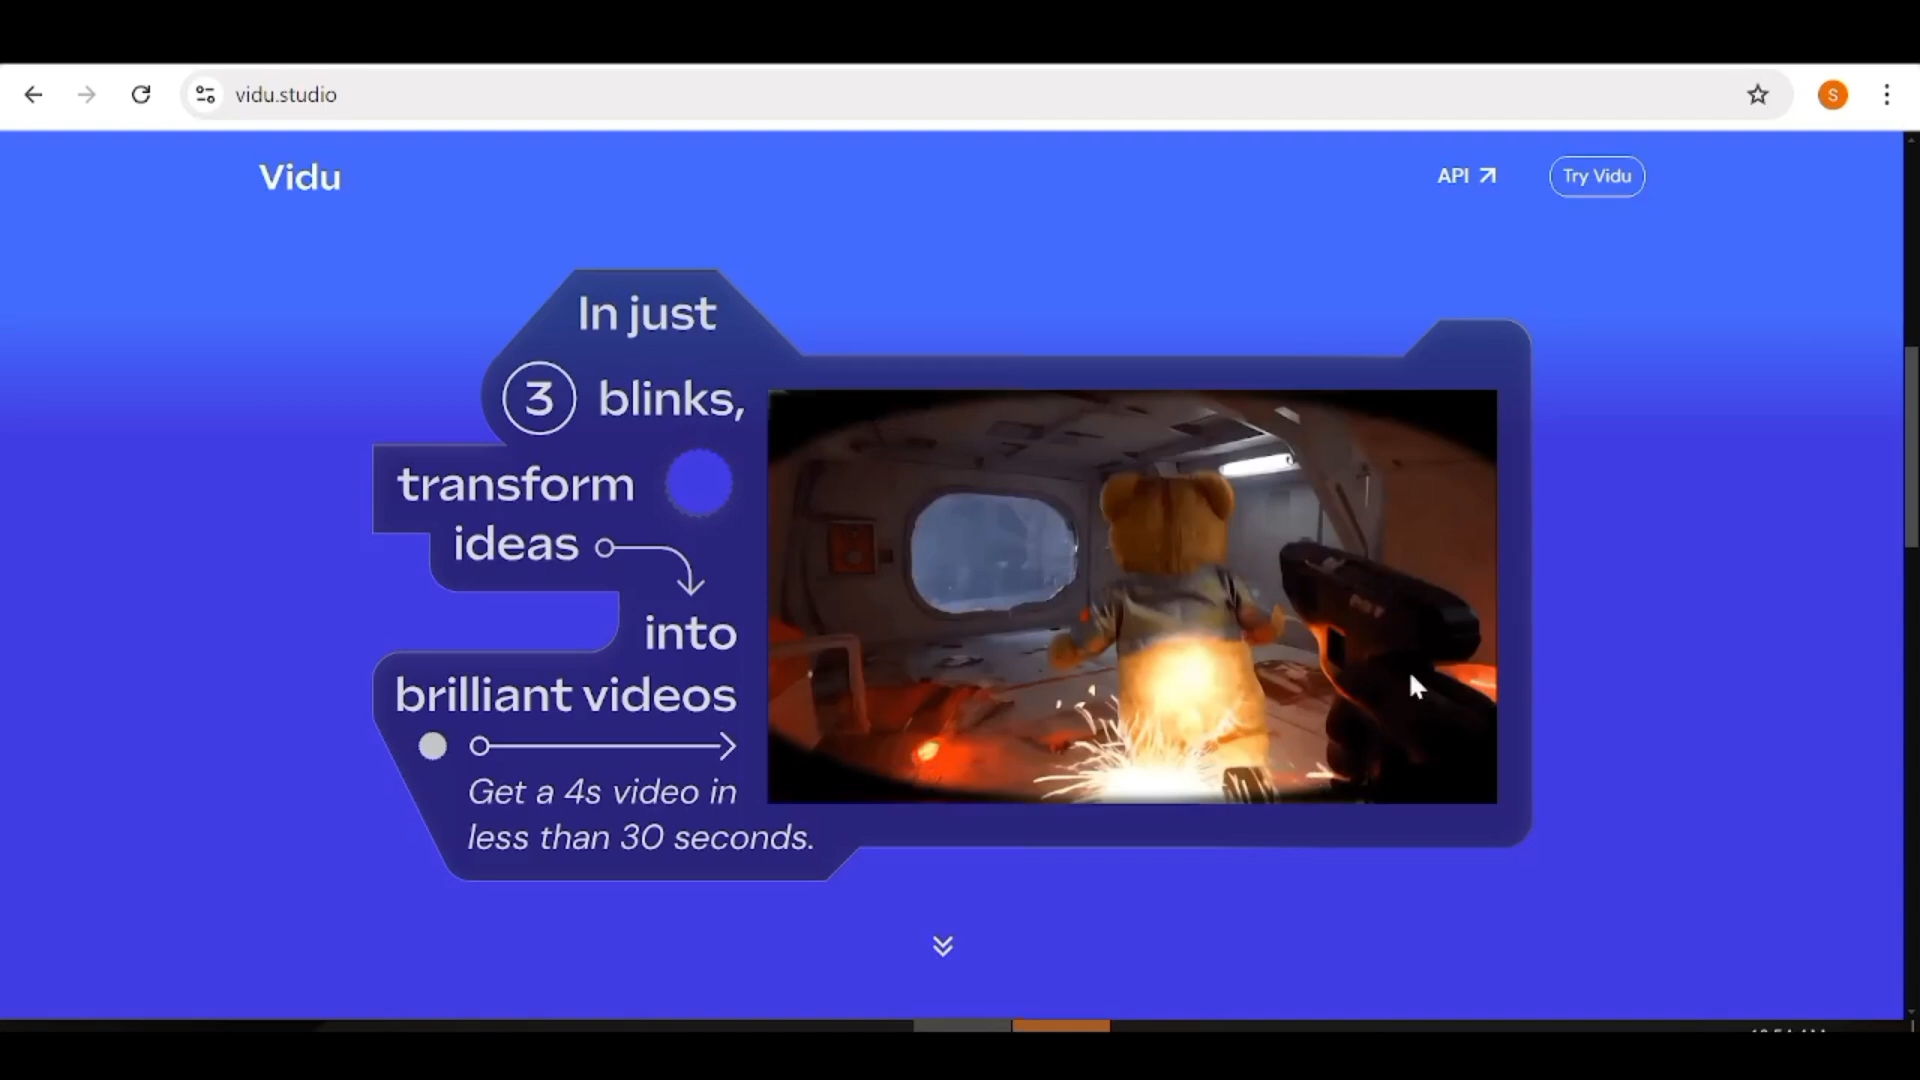 vidu.studio
S
Vidu
API
Try Vidu
In just
3 blinks,
transform
ideas
into
brilliant videos
Get a 4s video in
less than 30 seconds.